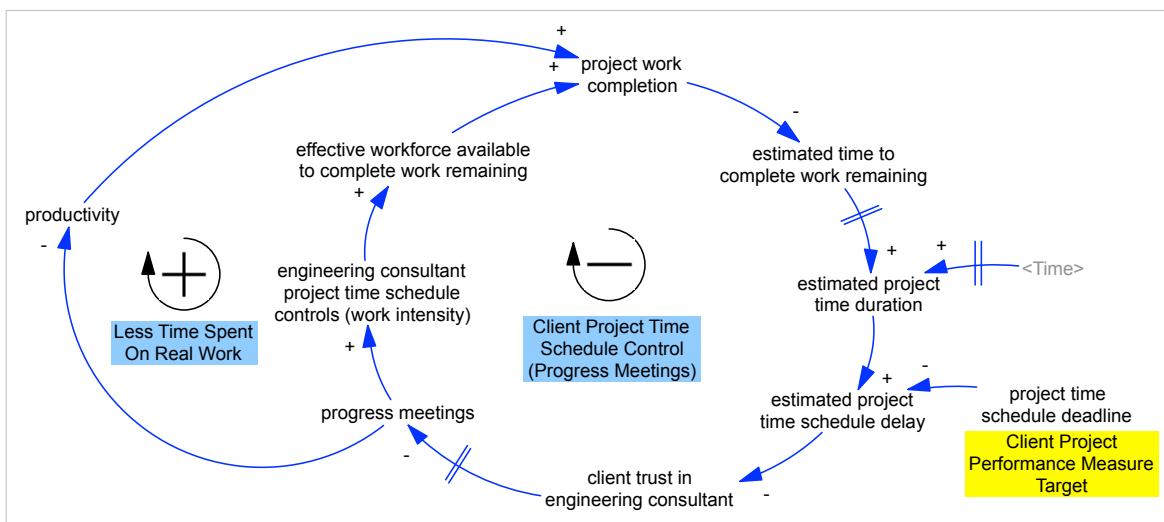 +
+
project work
completion
-
effective workforce available
to complete work remaining
estimated time to
complete work remaining
+
productivity
-
+
+
<Time>
engineering consultant
project time schedule
controls (work intensity)
estimated project
time duration
Less Time Spent
On Real Work
Client Project Time
Schedule Control
(Progress Meetings)
+
+
-
progress meetings
estimated project
time schedule delay
project time
schedule deadline
-
Client Project
Performance Measure
Target
client trust in
engineering consultant
-